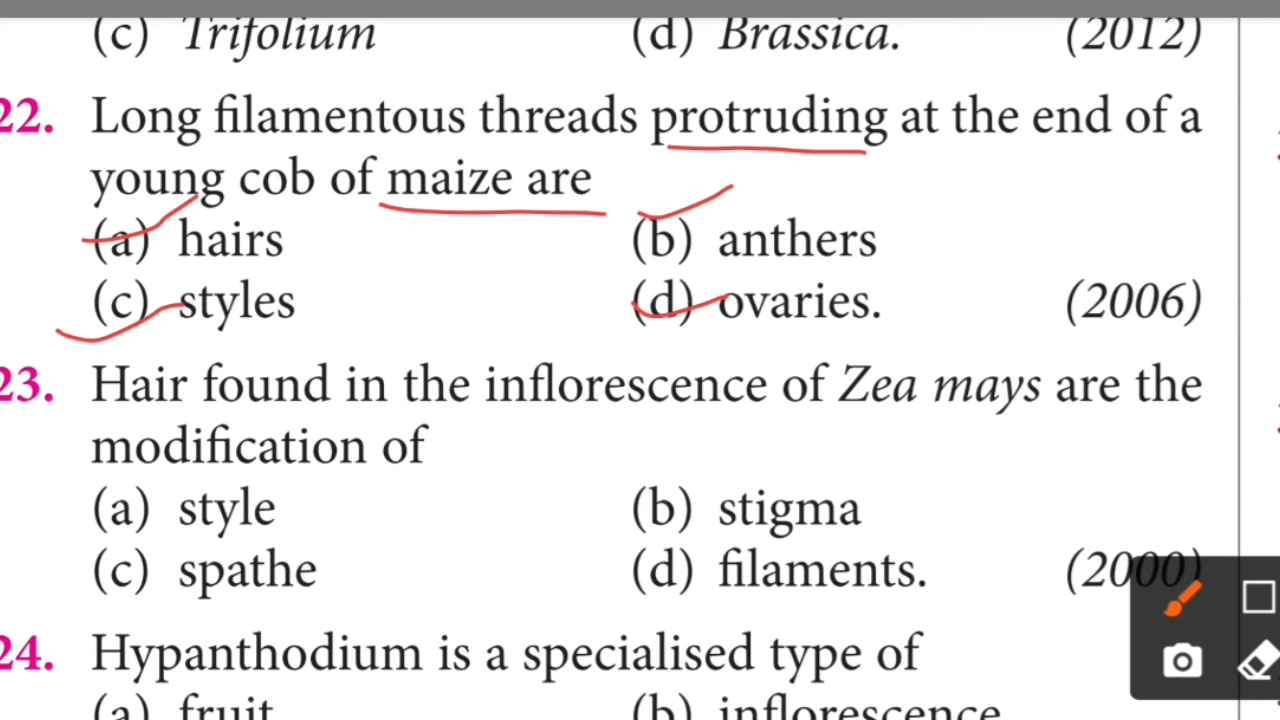 (c) Trifolium (d) Brassica. (2012)
22. Long filamentous threads protruding at the end of a
young cob of maize are
(a) hairs (b) anthers
(c) styles (d) ovaries. (2006)
23. Hair found in the inflorescence of Zea mays are the
modification of
(a) style (b) stigma
(c) spathe (d) filaments. (2000)
24. Hypanthodium is a specialised type of
(a) fruit (b) inflorescence